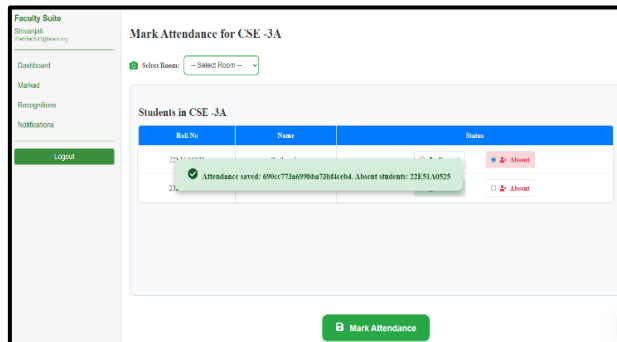 Faculty Suite
Shivanjali
Dashboard
Marked
Recognitions
Notifications
Logout
Mark Attendance for CSE -3A
Select Room: -- Select Room --
Students in CSE -3A
Roll No Name Status
Absent
Attendance saved: 690cc773a699bba73bf4eeb4. Absent students: 22E51A0525
Absent
Mark Attendance